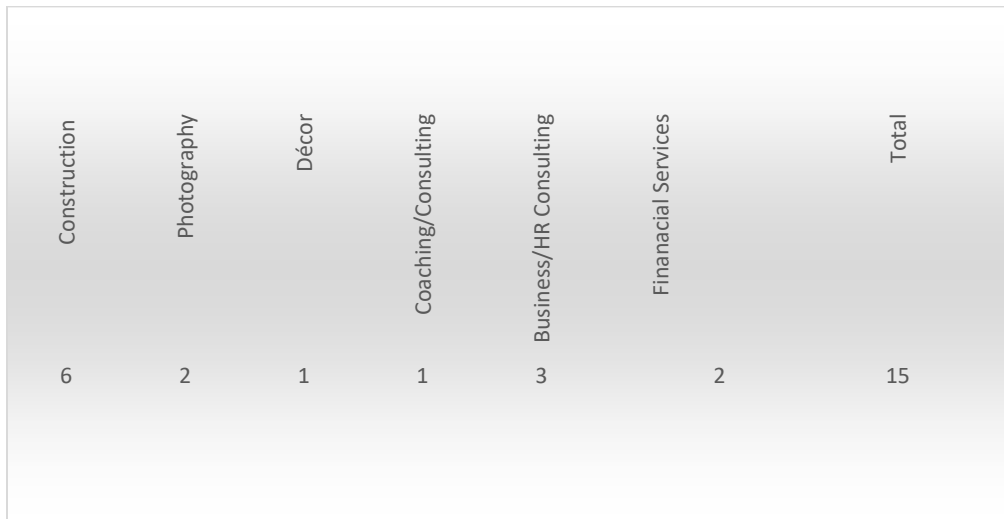 Construction
Photography
Décor
Coaching/Consulting
Business/HR Consulting
Finanacial Services
Total
6
2
1
1
3
2
15